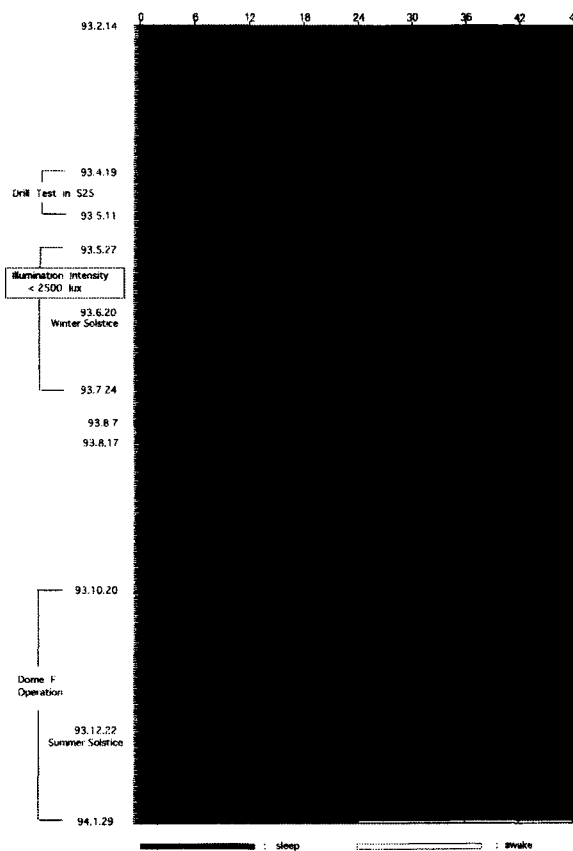 0 6 12 18 24 30 36 42 48
93.2.14
93.4.19
Drill Test in S25
93.5.11
93.5.27
Illumination Intensity
< 2500 lux
93.6.20
Winter Solstice
93.7.24
93.8.7
93.8.17
93.10.20
Dome F
Operation
93.12.22
Summer Solstice
94.1.29
: sleep : awake